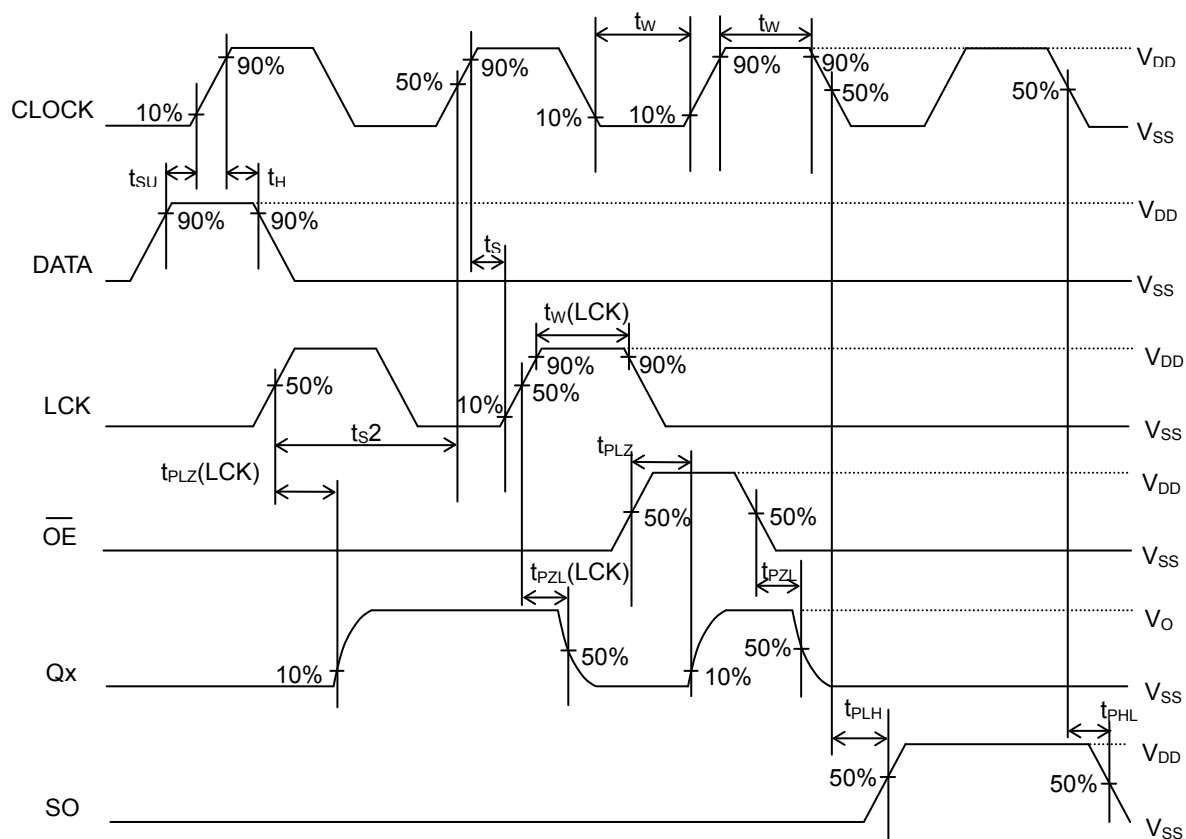 tW tW
90% 90% 90% 90% VDD
50% 50% 50%
CLOCK 10% 10% 10% VSS
tSU tH
90% 90% VDD
tS
DATA VSS
tW(LCK)
90% 90% VDD
50% 50%
LCK 10% VSS
tS2
tPLZ(LCK) tPLZ VDD
50% 50%
OE VSS
tPZL(LCK) tPZL
VO
50% 50%
Qx 10% 10% VSS
tPLH tPHL
VDD
50% 50%
SO VSS